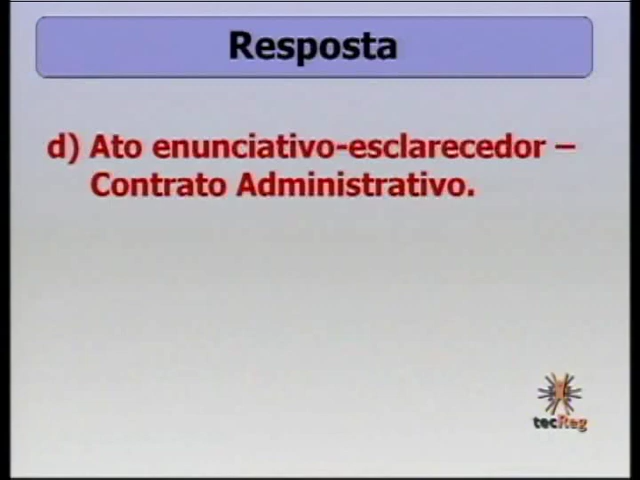 Resposta
d) Ato enunciativo-esclarecedor –
Contrato Administrativo.
tecReg